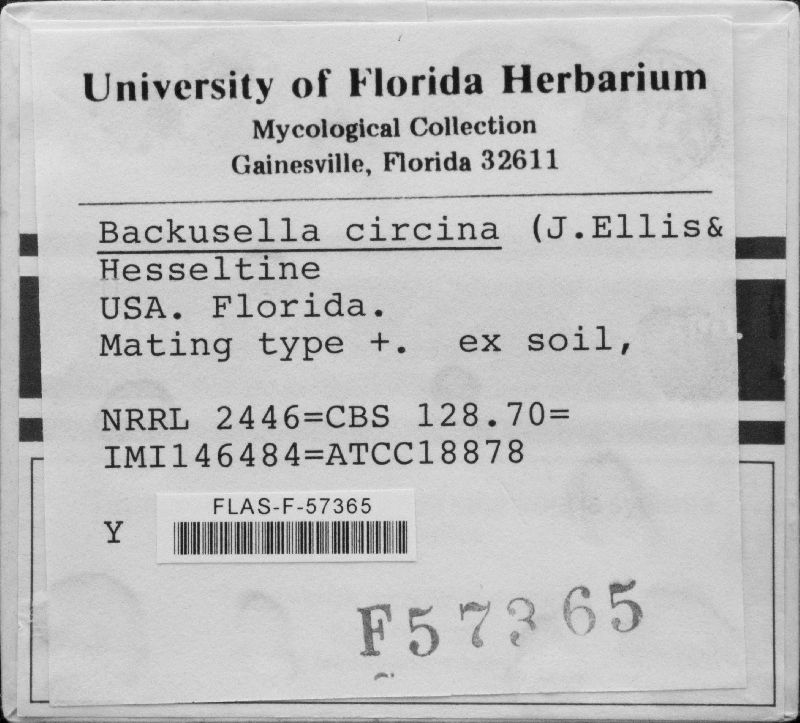 University of Florida Herbarium
Mycological Collection
Gainesville, Florida 32611
Backusella circina (J.Ellis&
Hesseltine
USA. Florida.
Mating type +. ex soil,
NRRL 2446=CBS 128.70=
IMI146484=ATCC18878
FLAS-F-57365
Y
F57365